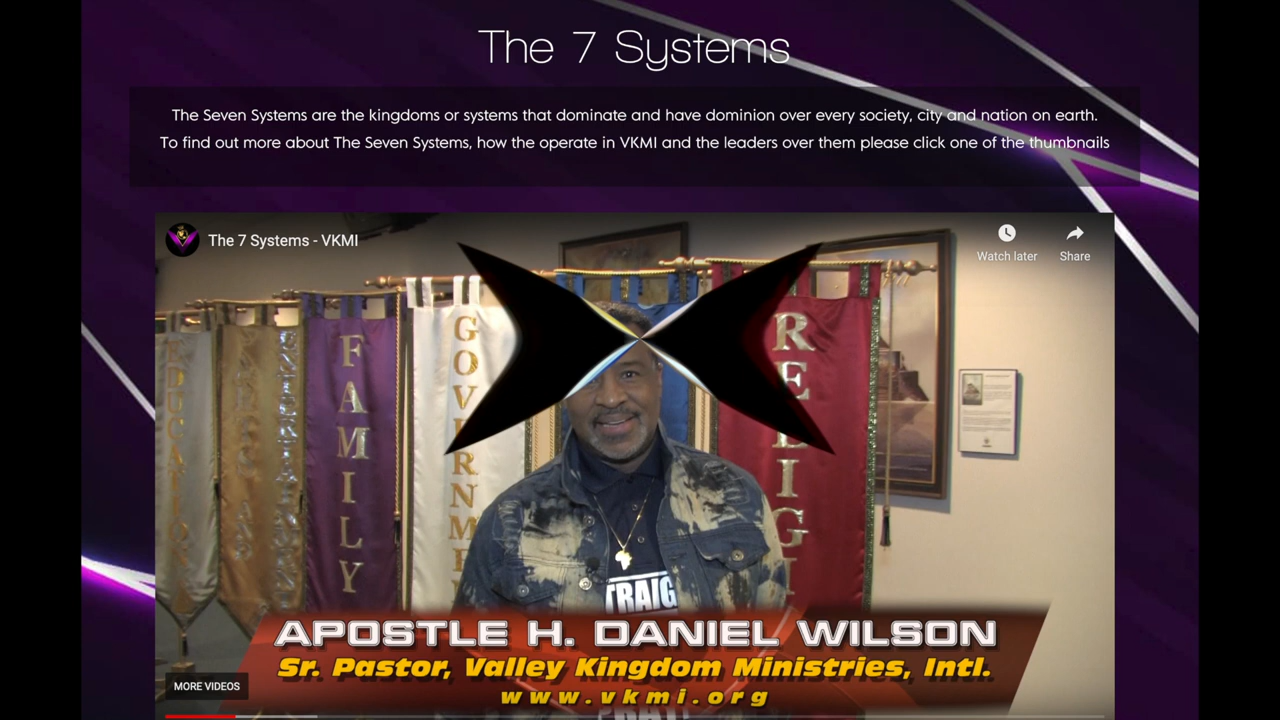 The 7 Systems
The Seven Systems are the kingdoms or systems that dominate and have dominion over every society, city and nation on earth.
To find out more about The Seven Systems, how the operate in VKMI and the leaders over them please click one of the thumbnails
The 7 Systems - VKMI
Watch later
Share
FAMILY
GOVERNME
RELIGI
TRAIG
APOSTLE H. DANIEL WILSON
Sr. Pastor, Valley Kingdom Ministries, Intl.
www.vkmi.org
MORE VIDEOS